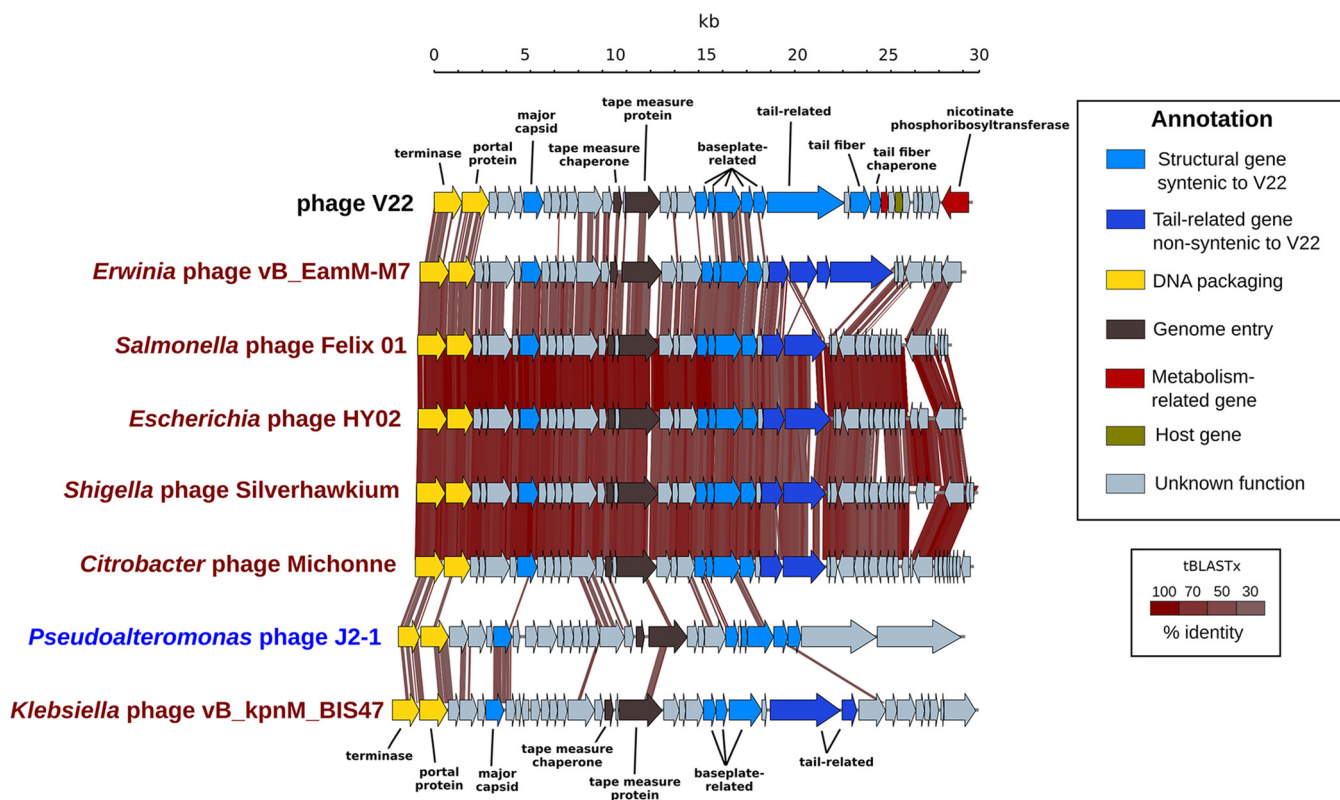 kb
0 5 10 15 20 25 30
tape measure
protein
major
capsid
tail-related
nicotinate
phosphoribosyltransferase
portal
protein
terminase
tape measure
chaperone
baseplate-
related
tail fiber
tail fiber
chaperone
phage V22
Erwinia phage vB_EamM-M7
Salmonella phage Felix 01
Escherichia phage HY02
Shigella phage Silverhawkium
Citrobacter phage Michonne
Pseudoalteromonas phage J2-1
Klebsiella phage vB_kpnM_BIS47
terminase
portal
protein
major
capsid
tape measure
chaperone
tape measure
protein
baseplate-
related
tail-related
Annotation
Structural gene
syntenic to V22
Tail-related gene
non-syntenic to V22
DNA packaging
Genome entry
Metabolism-
related gene
Host gene
Unknown function
tBLASTx
100 70 50 30
% identity